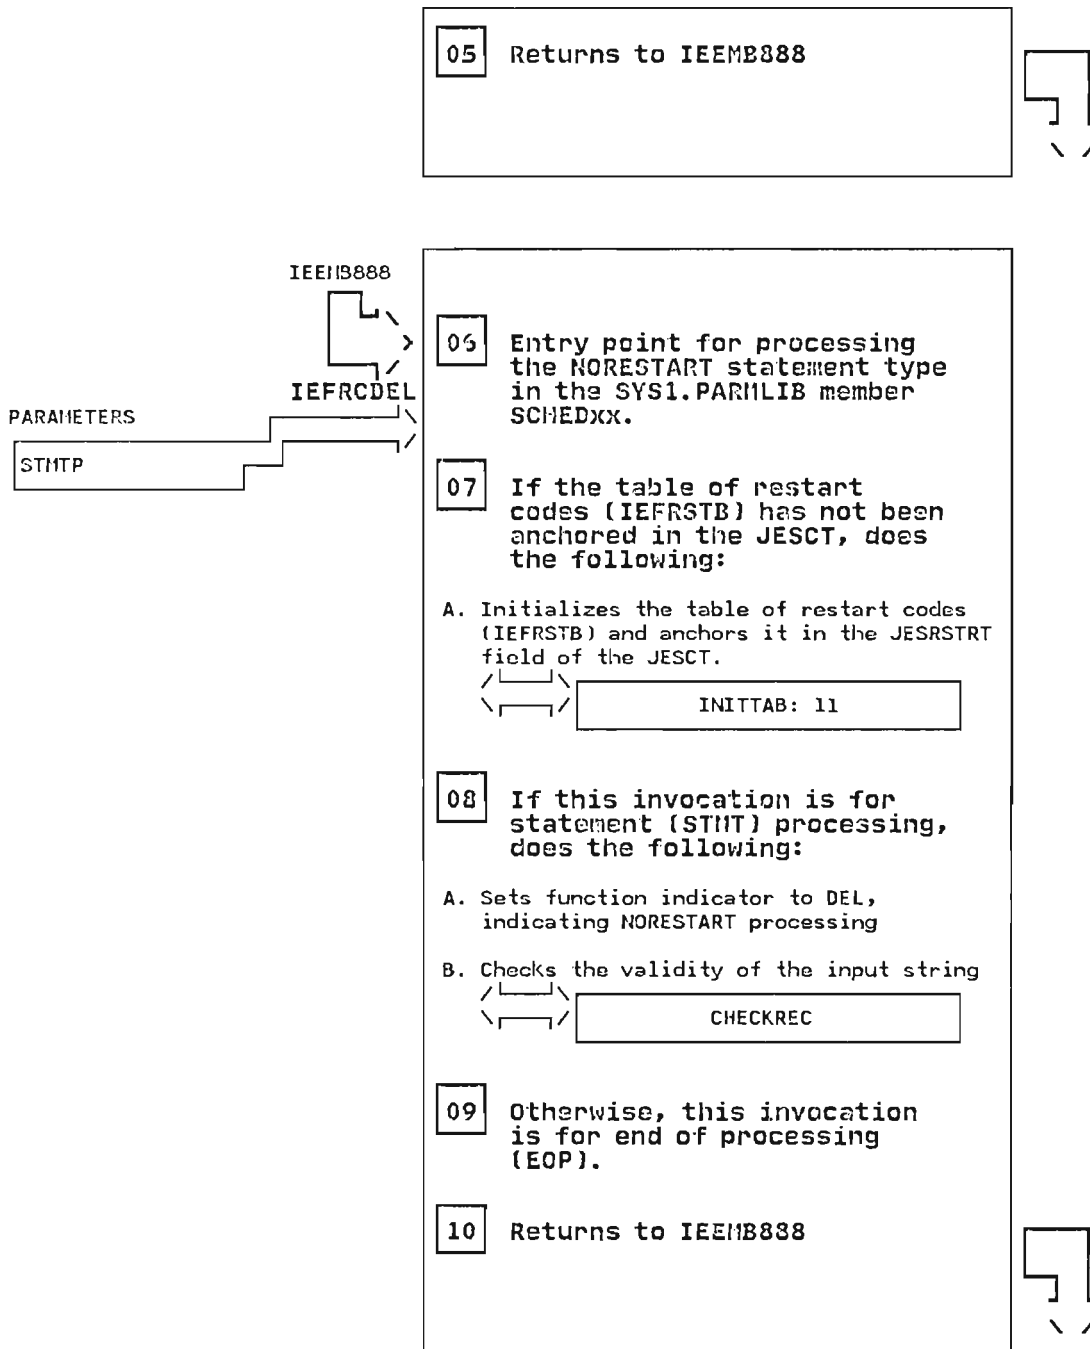 05 Returns to IEEMB888
IEEMB888
06 Entry point for processing
the NORESTART statement type
in the SYS1.PARMLIB member
SCHEDXX.
IEFRCDEL
PARAMETERS
STMTP
07 If the table of restart
codes (IEFRSTB) has not been
anchored in the JESCT, does
the following:
A. Initializes the table of restart codes
(IEFRSTB) and anchors it in the JESRSTRT
field of the JESCT.
INITTAB: 11
08 If this invocation is for
statement (STMT) processing,
does the following:
A. Sets function indicator to DEL,
indicating NORESTART processing
B. Checks the validity of the input string
CHECKREC
09 Otherwise, this invocation
is for end of processing
(EOP).
10 Returns to IEEMB888